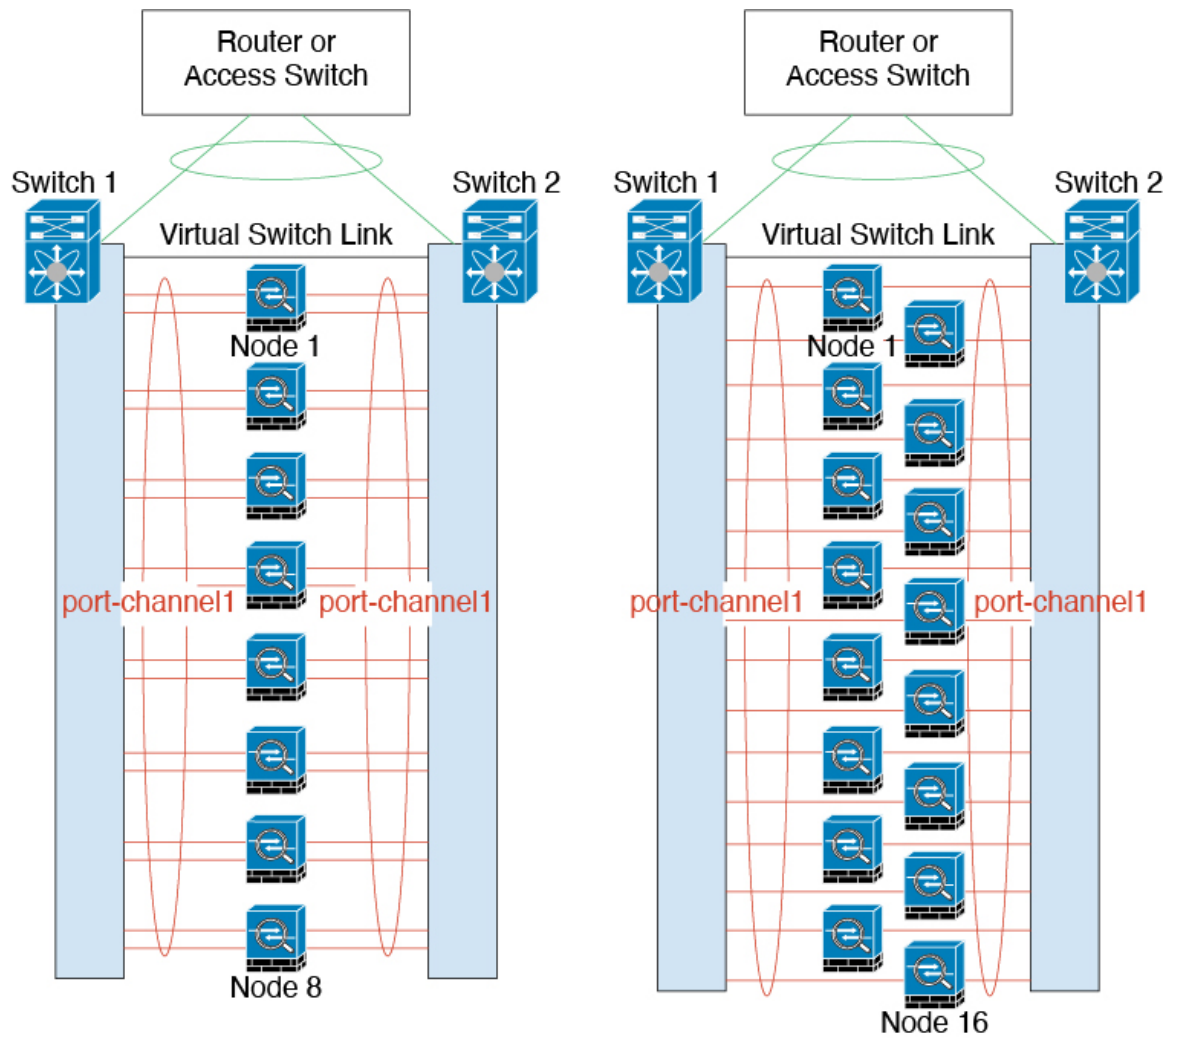 Router or
Access Switch
Switch 1
Switch 2
Virtual Switch Link
Node 1
port-channel1
port-channel1
Node 8
Router or
Access Switch
Switch 1
Switch 2
Virtual Switch Link
Node 1
port-channel1
port-channel1
Node 16